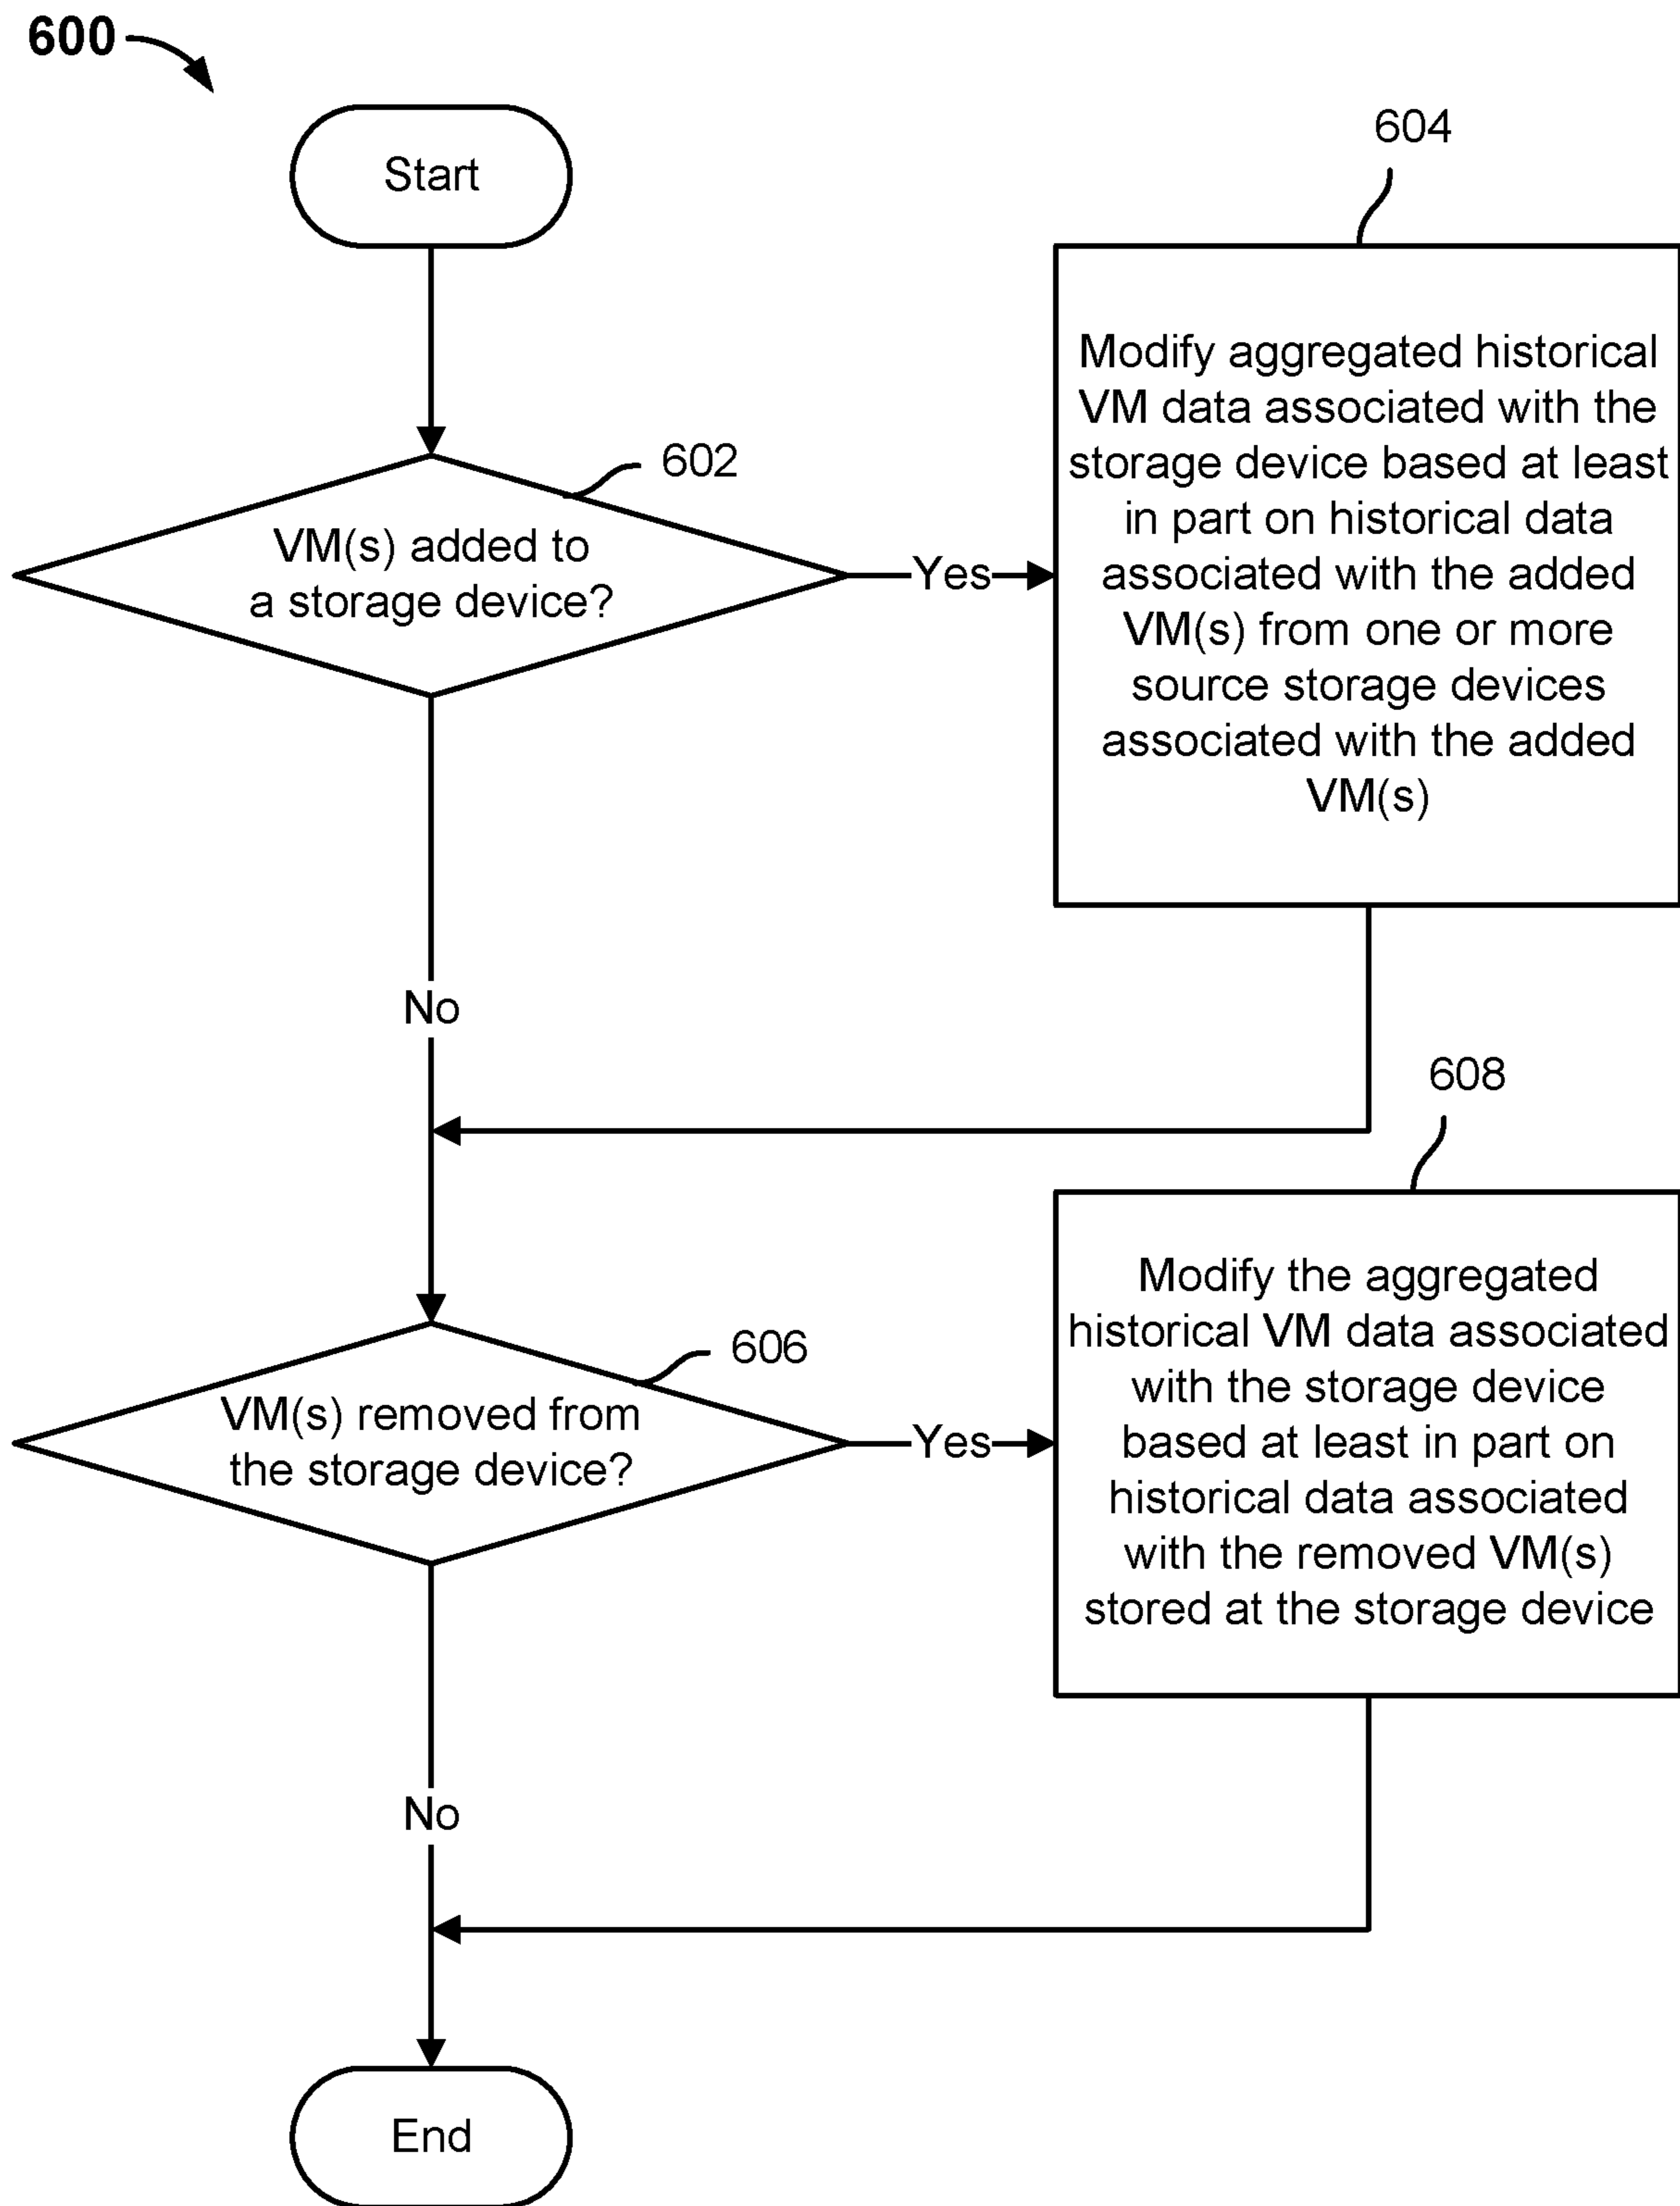 600
Start
604
Modify aggregated historical
VM data associated with the
storage device based at least
in part on historical data
associated with the added
VM(s) from one or more
source storage devices
associated with the added
VM(s)
602
VM(s) added to
a storage device?
Yes
No
608
Modify the aggregated
historical VM data associated
with the storage device
based at least in part on
historical data associated
with the removed VM(s)
stored at the storage device
606
VM(s) removed from
the storage device?
Yes
No
End